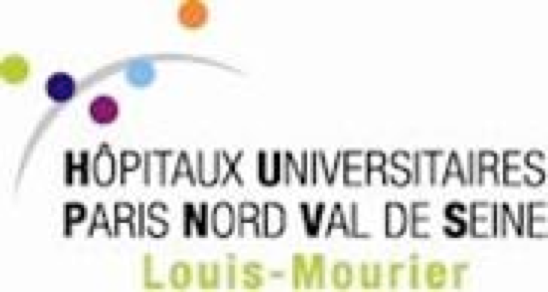 HÔPITAUX UNIVERSITAIRES
PARIS NORD VAL DE SEINE
Louis-Mourier